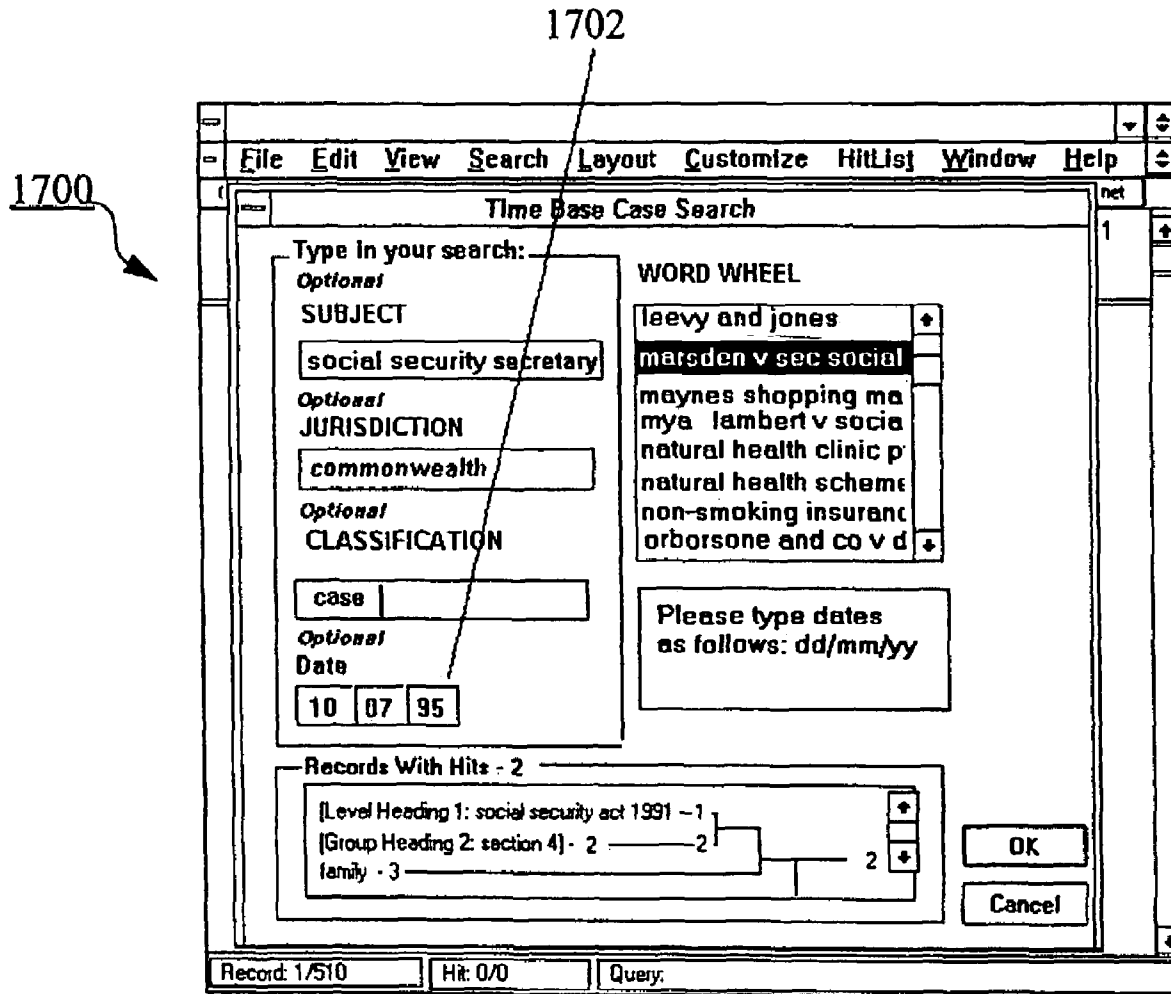 1702
File Edit View Search Layout Customize HitList Window Help
1700
net
Time Base Case Search
1
Type in your search:
Optional
SUBJECT
social security secretary
Optional
JURISDICTION
commonwealth
Optional
CLASSIFICATION
case
Optional
Date
10 07 95
WORD WHEEL
leevy and jones
marsden v sec social
maynes shopping ma
mya lambert v socia
natural health clinic p
natural health scheme
non-smoking insuranc
orborsone and co v d
Please type dates
as follows: dd/mm/yy
Records With Hits - 2
[Level Heading 1: social security act 1991 - 1
[Group Heading 2: section 4] - 2 2
family - 3 2
OK
Cancel
Record: 1/510 Hit: 0/0 Query: